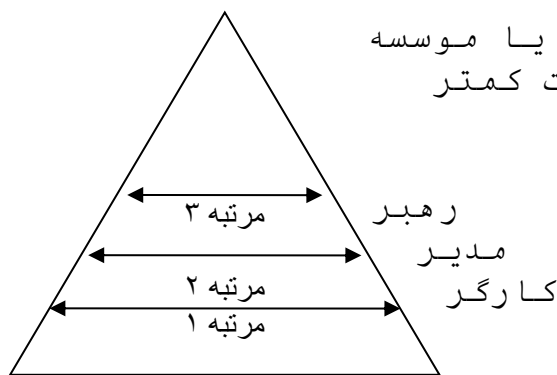 یا موسسه
ت کمتر
مرتبه ۳
رهبر
مدیر
مرتبه ۲
کارگر
مرتبه ۱